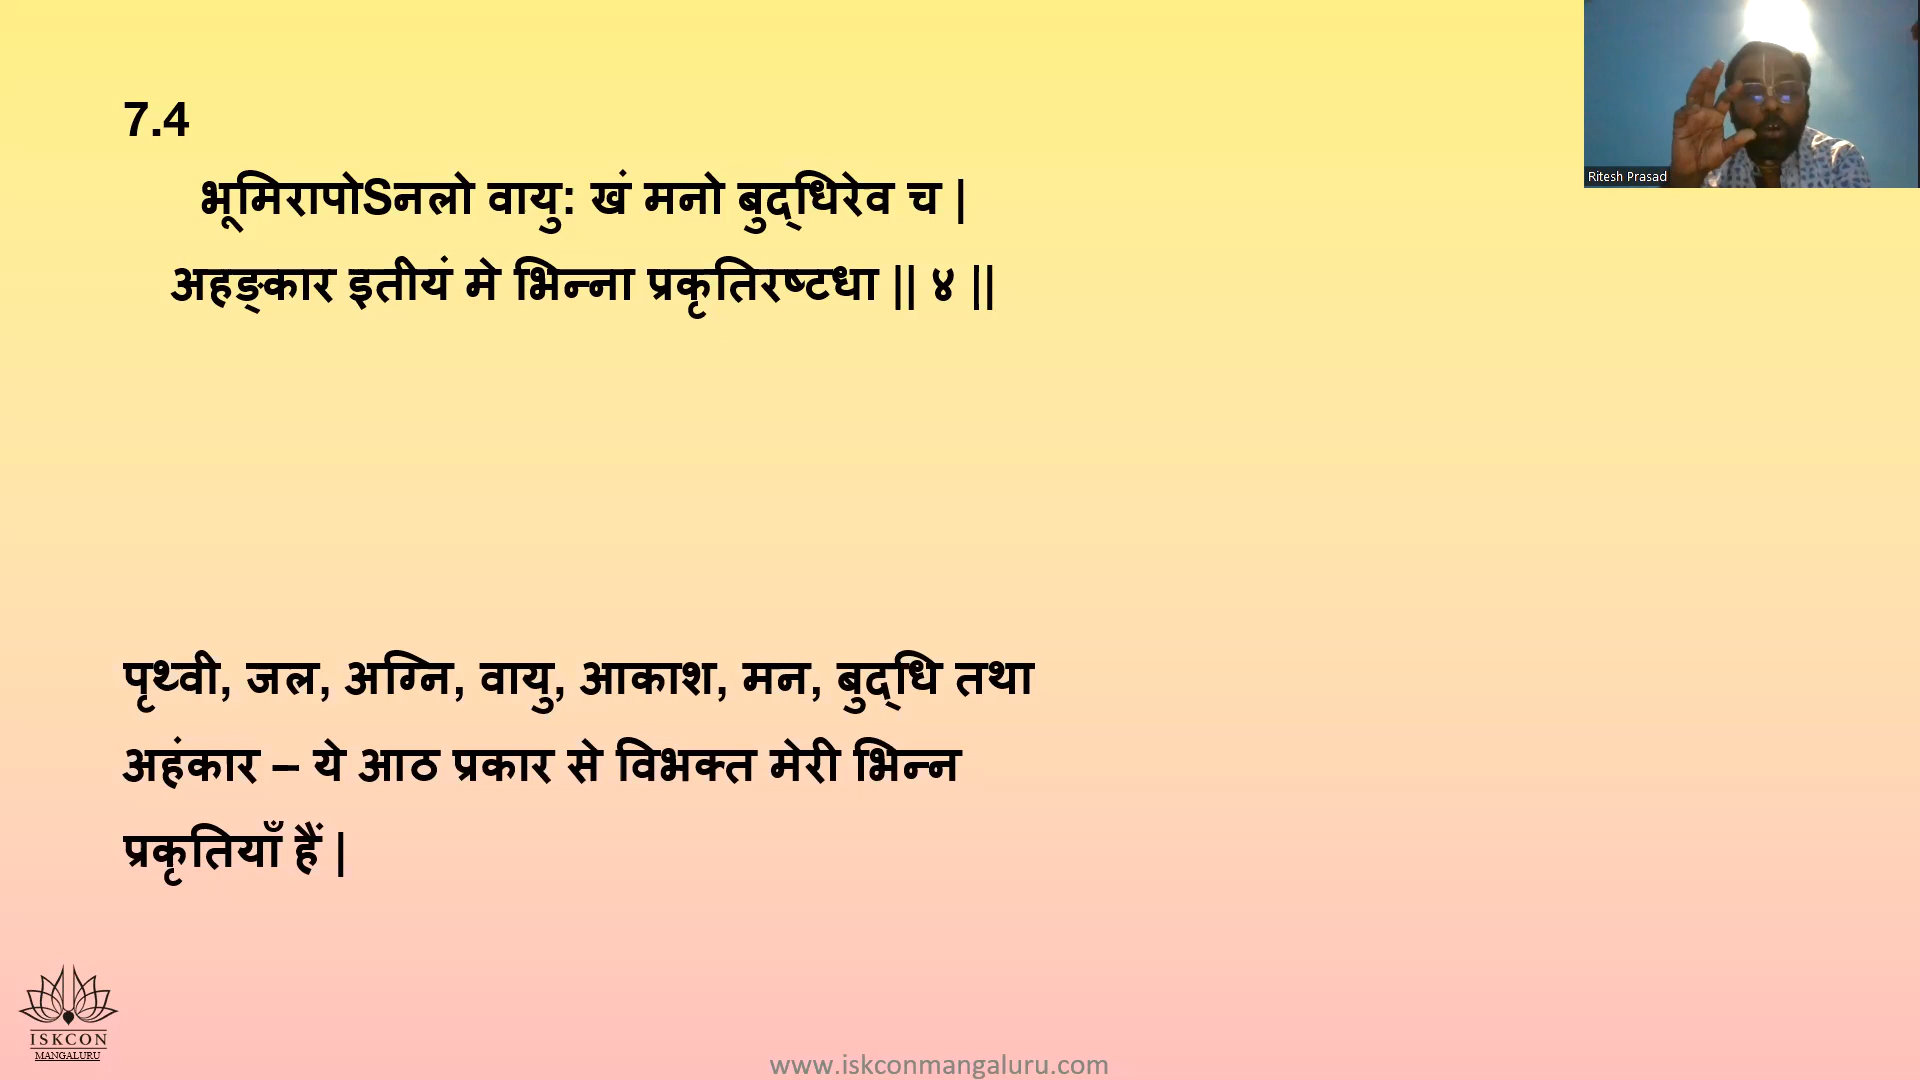 7.4
भूमिरापोSनलो वायु: खं मनो बुद्धिरेव च |
अहङ्कार इतीयं मे भिन्ना प्रकृतिरष्टधा || ४ ||
पृथ्वी, जल, अग्नि, वायु, आकाश, मन, बुद्धि तथा
अहंकार – ये आठ प्रकार से विभक्त मेरी भिन्न
प्रकृतियाँ हैं |
Ritesh Prasad
ISKCON
MANGALURU
www.iskconmangaluru.com